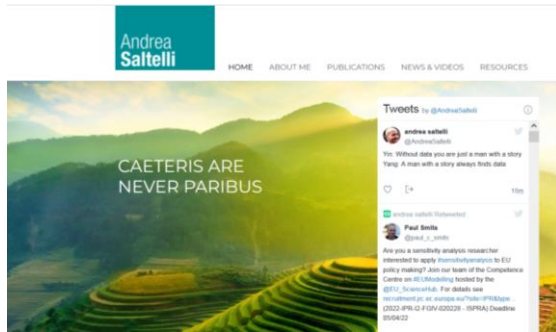 Andrea
Saltelli
HOME ABOUT ME PUBLICATIONS NEWS & VIDEOS RESOURCES
CAETERIS ARE
NEVER PARIBUS
Tweets by @AndreaSaltelli
andrea saltelli
@AndreaSaltelli
Yin: Without data you are just a man with a story
Yang: A man with a story always finds data
andrea saltelli Retweeted
Paul Smits
@paul_c_smits
Are you a sensitivity analysis researcher
interested to apply #sensitivityanalysis to EU
policy making? Join our team of the Competence
Centre on #EUModelling hosted by the
@EU_ScienceHub. For details see
recruitment.jrc.ec.europa.eu/?site=IPR&type…
(2022-IPR-I2-FGIV-020228 - ISPRA) Deadline
05/04/22